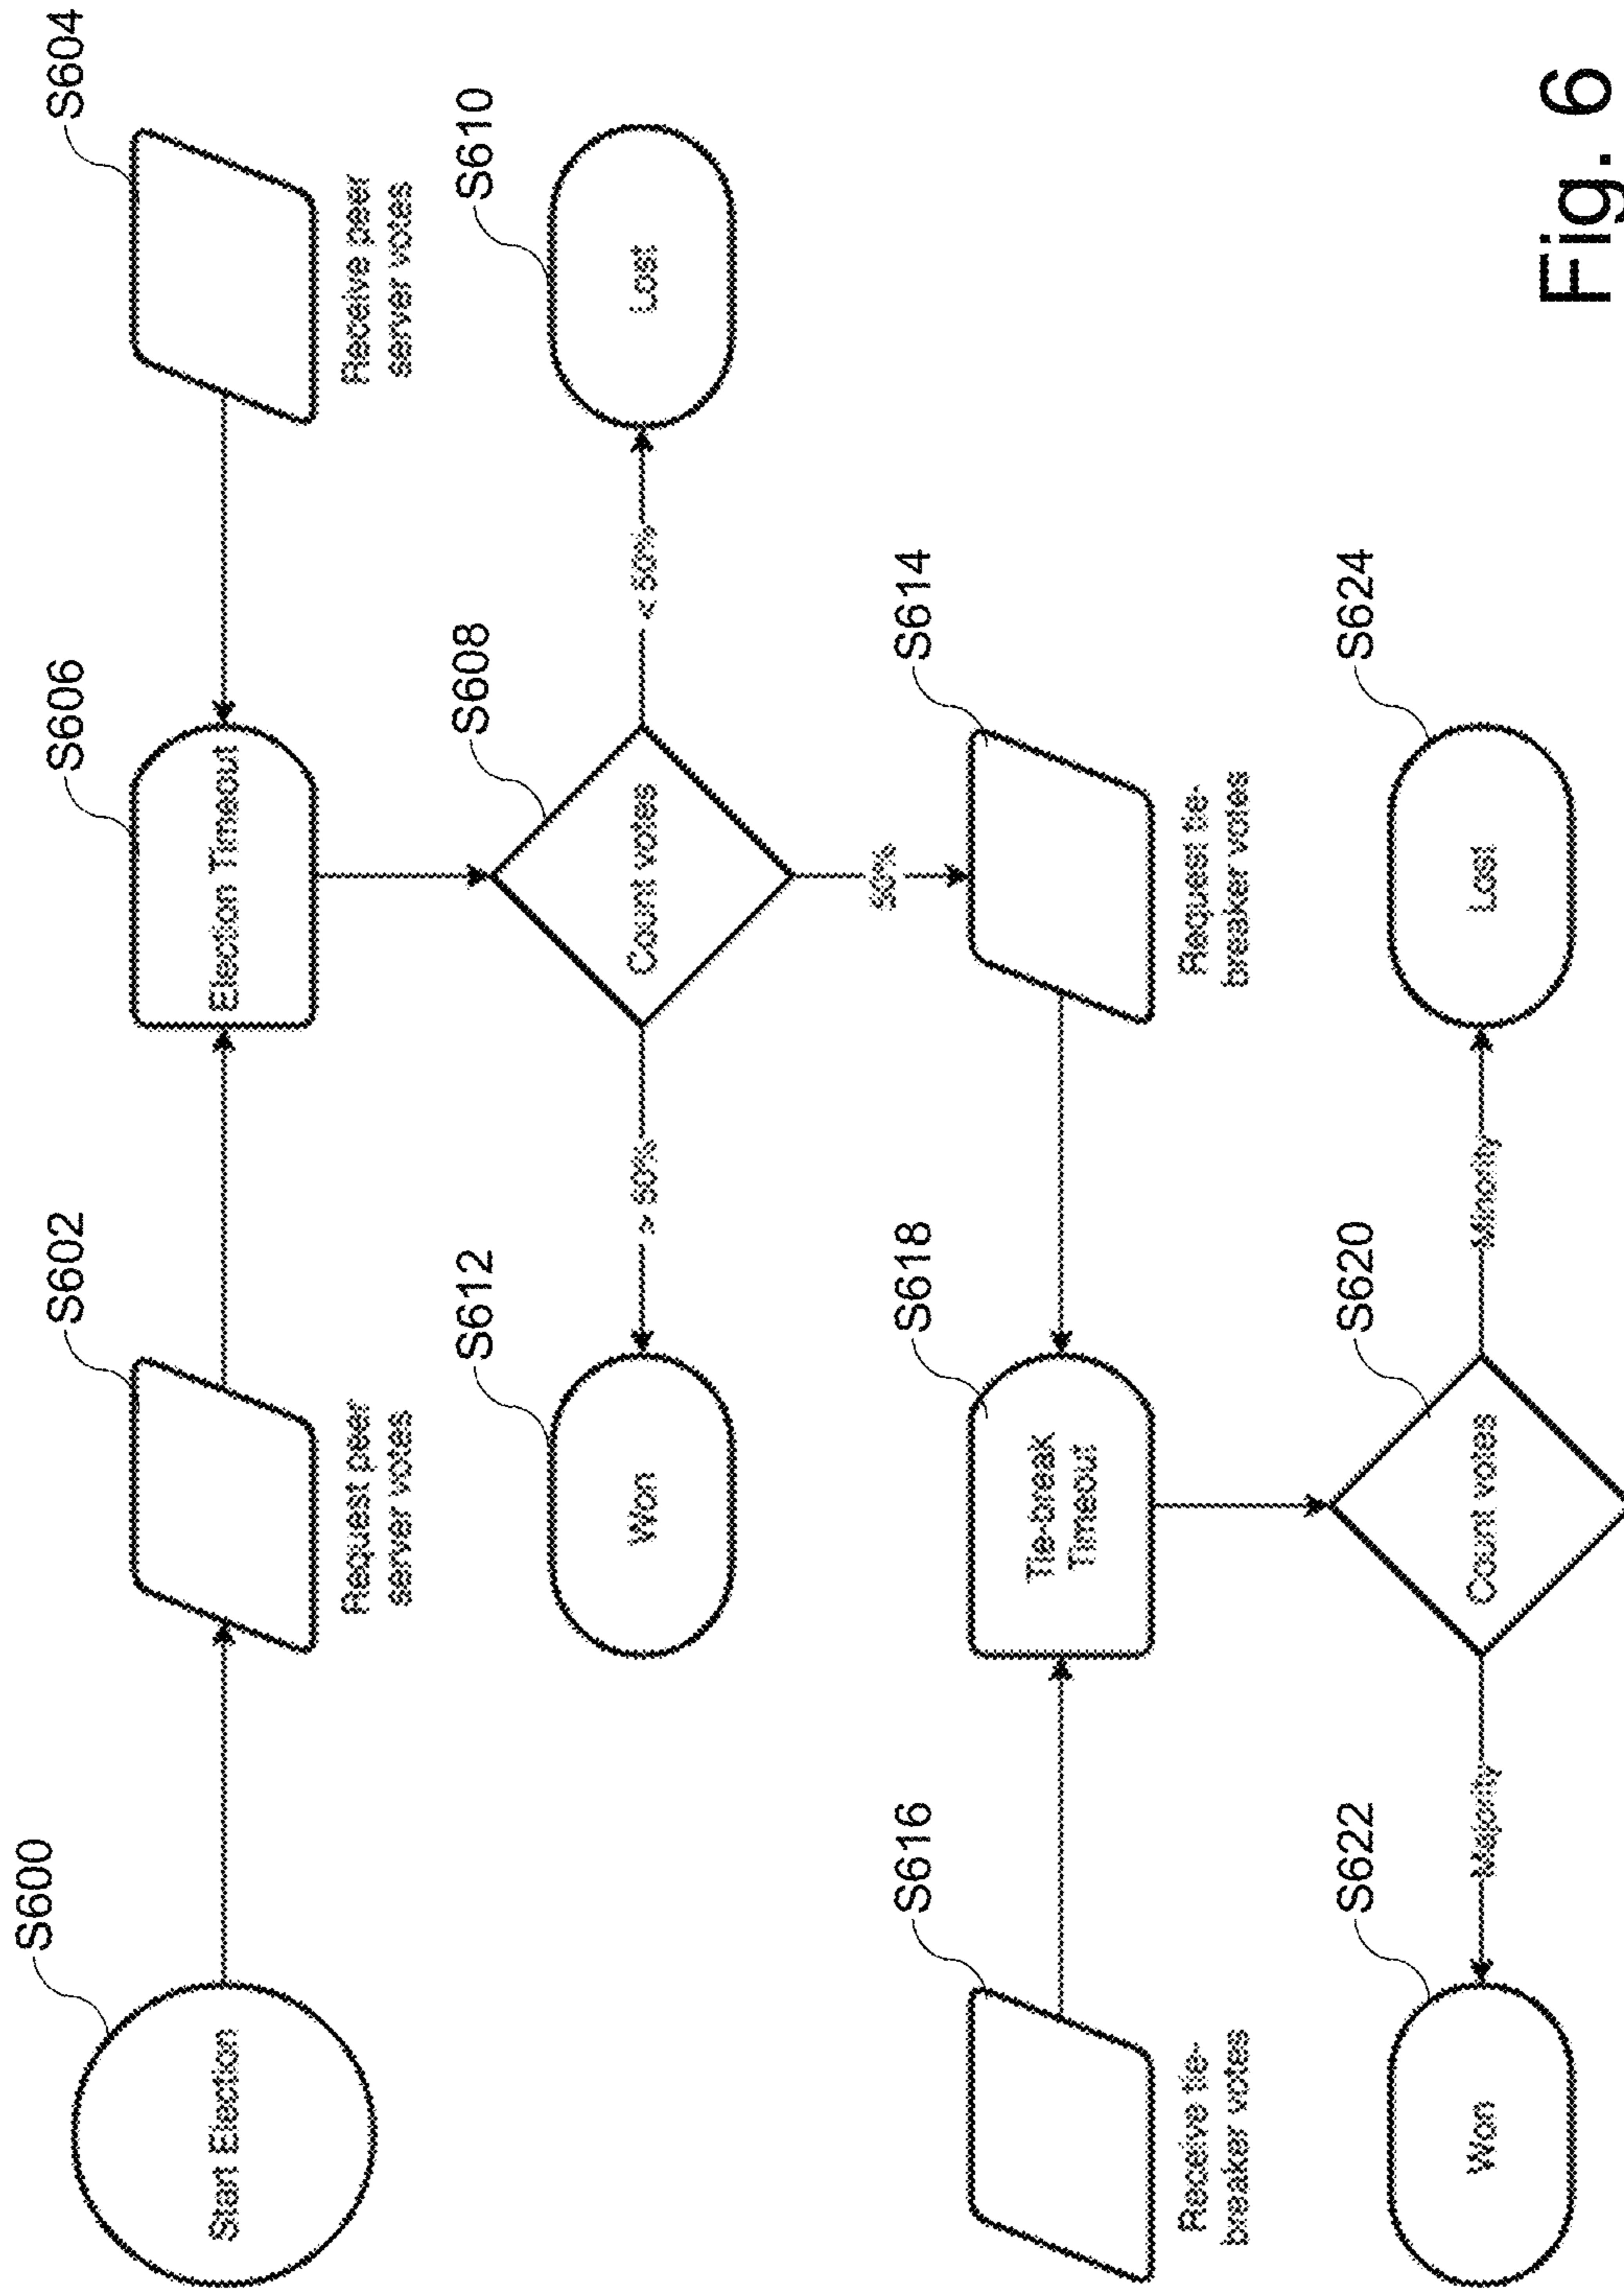 S600
Start Election
S602
Request peer
server votes
S606
Election Timeout
S604
Receive peer
server votes
S612
Won
> 50%
S608
Count votes
< 50%
S610
Lost
50%
S616
Receive tie-
breaker votes
S618
Tie-break
Timeout
S614
Request tie-
breaker votes
S622
Won
Majority
S620
Count votes
Minority
S624
Lost
Fig. 6